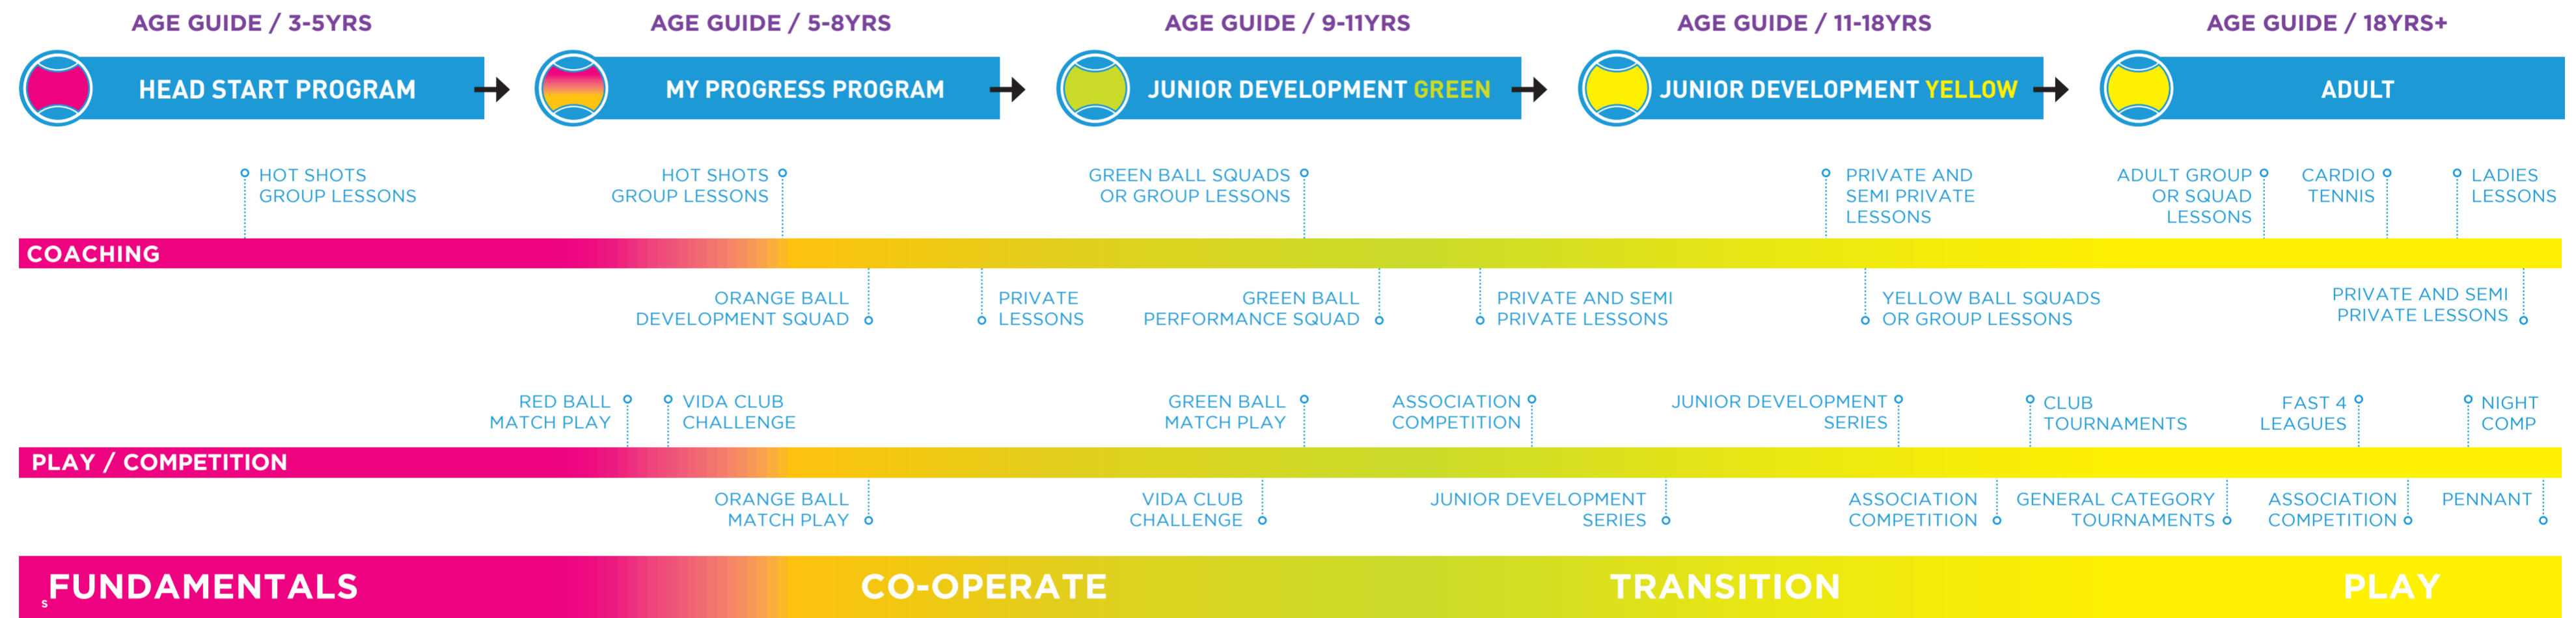 AGE GUIDE / 3-5YRS
AGE GUIDE / 5-8YRS
AGE GUIDE / 9-11YRS
AGE GUIDE / 11-18YRS
AGE GUIDE / 18YRS+
HEAD START PROGRAM
MY PROGRESS PROGRAM
JUNIOR DEVELOPMENT GREEN
JUNIOR DEVELOPMENT YELLOW
ADULT
HOT SHOTS
GROUP LESSONS
HOT SHOTS
GROUP LESSONS
GREEN BALL SQUADS
OR GROUP LESSONS
PRIVATE AND
SEMI PRIVATE
LESSONS
ADULT GROUP
OR SQUAD
LESSONS
CARDIO
TENNIS
LADIES
LESSONS
COACHING
ORANGE BALL
DEVELOPMENT SQUAD
PRIVATE
LESSONS
GREEN BALL
PERFORMANCE SQUAD
PRIVATE AND SEMI
PRIVATE LESSONS
YELLOW BALL SQUADS
OR GROUP LESSONS
PRIVATE AND SEMI
PRIVATE LESSONS
RED BALL
MATCH PLAY
VIDA CLUB
CHALLENGE
GREEN BALL
MATCH PLAY
ASSOCIATION
COMPETITION
JUNIOR DEVELOPMENT
SERIES
CLUB
TOURNAMENTS
FAST 4
LEAGUES
NIGHT
COMP
PLAY / COMPETITION
ORANGE BALL
MATCH PLAY
VIDA CLUB
CHALLENGE
JUNIOR DEVELOPMENT
SERIES
ASSOCIATION
COMPETITION
GENERAL CATEGORY
TOURNAMENTS
ASSOCIATION
COMPETITION
PENNANT
s
FUNDAMENTALS
CO-OPERATE
TRANSITION
PLAY